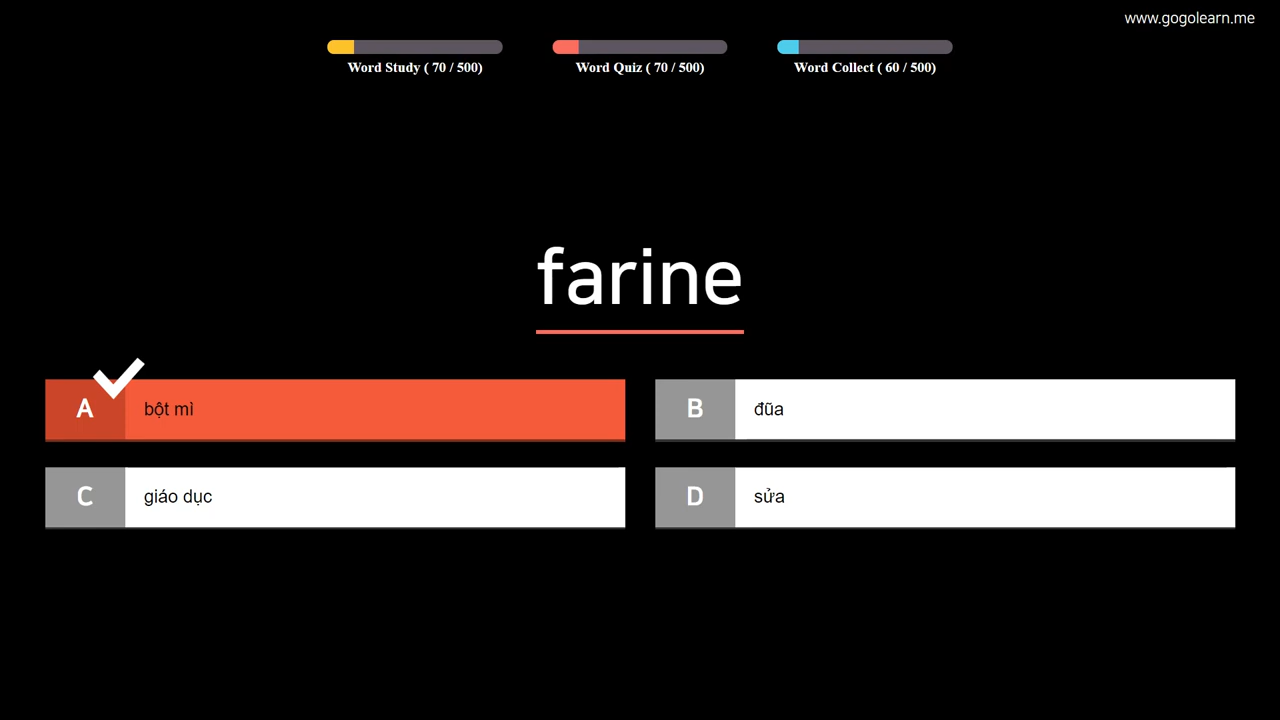 www.gogolearn.me
Word Study ( 70 / 500)
Word Quiz ( 70 / 500)
Word Collect ( 60 / 500)
farine
A bột mì
B đũa
C giáo dục
D sửa